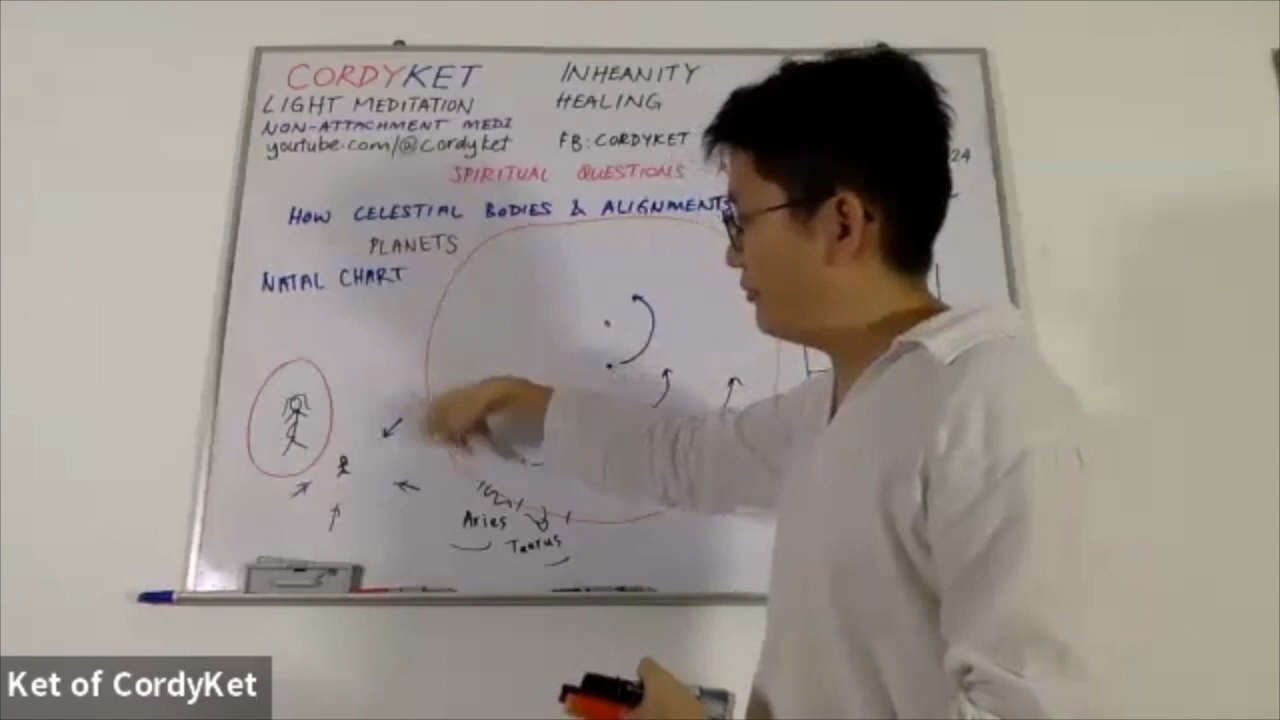 CORDYKET
LIGHT MEDITATION
NON-ATTACHMENT MEDI
youtube.com/@cordyket
INHEANITY
HEALING
FB: CORDYKET
24
SPIRITUAL QUESTIONS
HOW CELESTIAL BODIES & ALIGNMENTS
PLANETS
NATAL CHART
Aries
Taurus
Ket of CordyKet